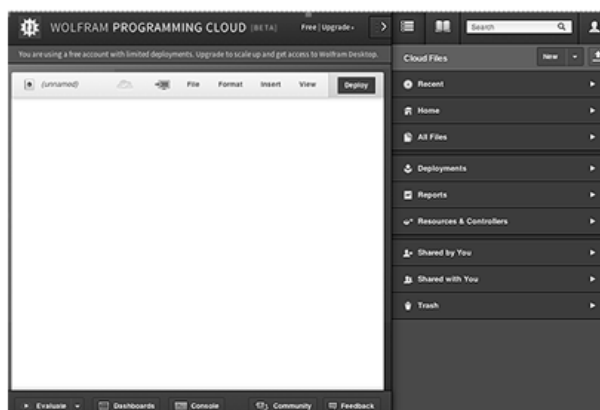 WOLFRAM PROGRAMMING CLOUD [BETA] Free | Upgrade ›
You are using a free account with limited deployments. Upgrade to scale up and get access to Wolfram Desktop.
(unnamed) File Format Insert View Deploy
Evaluate Dashboards Console Community Feedback
Search
Cloud Files New
Recent
Home
All Files
Deployments
Reports
Resources & Controllers
Shared by You
Shared with You
Trash